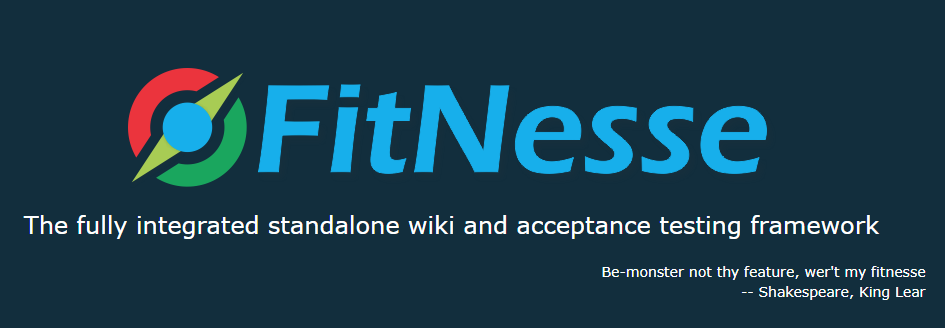 FitNesse
The fully integrated standalone wiki and acceptance testing framework
Be-monster not thy feature, wer't my fitnesse
-- Shakespeare, King Lear